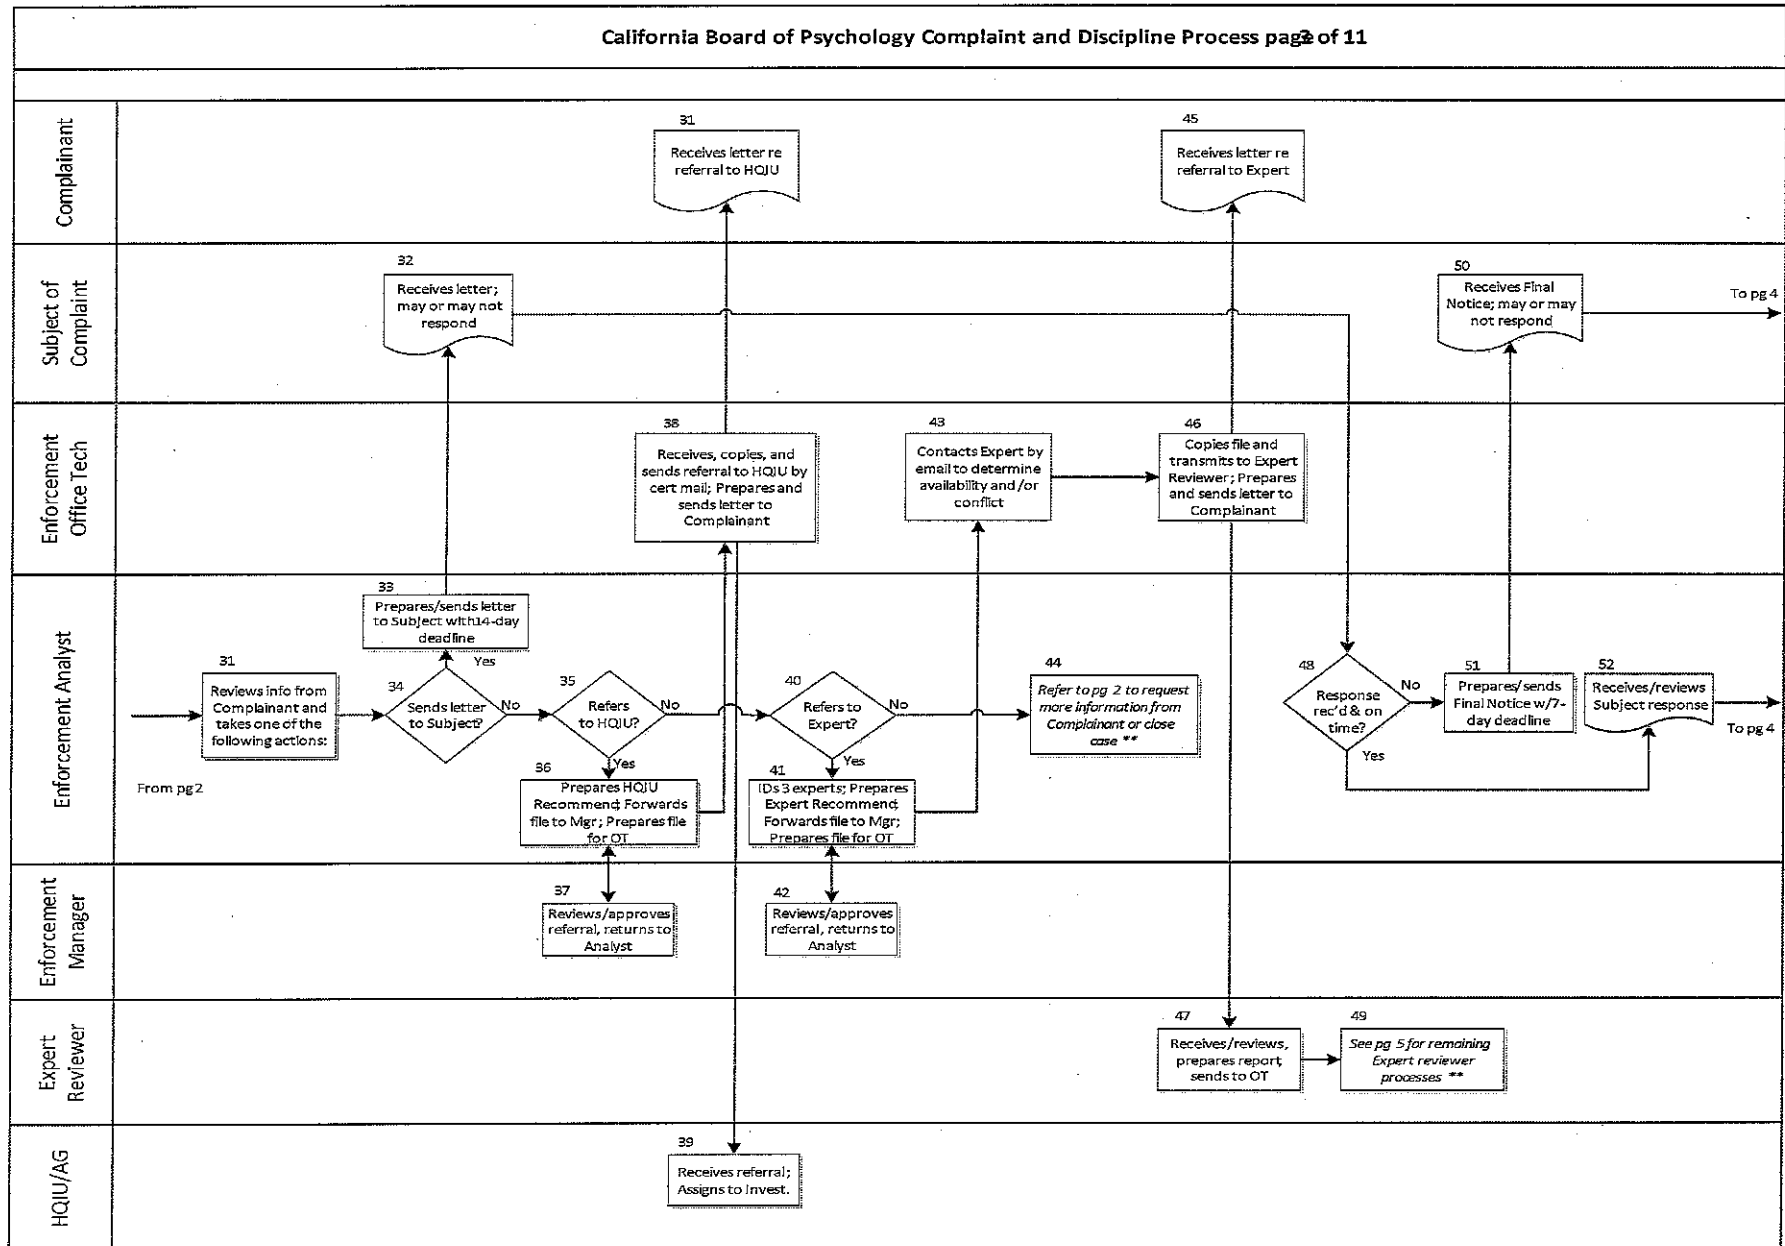 California Board of Psychology Complaint and Discipline Process page 3 of 11
Complainant
31
Receives letter re
referral to HQIU
45
Receives letter re
referral to Expert
Subject of
Complaint
32
Receives letter;
may or may not
respond
50
Receives Final
Notice; may or may
not respond
To pg 4
Enforcement
Office Tech
38
Receives, copies, and
sends referral to HQIU by
cert mail; Prepares and
sends letter to
Complainant
43
Contacts Expert by
email to determine
availability and/or
conflict
46
Copies file and
transmits to Expert
Reviewer; Prepares
and sends letter to
Complainant
Enforcement Analyst
From pg 2
31
Reviews info from
Complainant and
takes one of the
following actions:
33
Prepares/sends letter
to Subject with14-day
deadline
Yes
34
Sends letter
to Subject?
No
35
Refers
to HQIU?
No
Yes
36
Prepares HQIU
Recommend; Forwards
file to Mgr; Prepares file
for OT
40
Refers to
Expert?
No
Yes
41
IDs 3 experts; Prepares
Expert Recommend;
Forwards file to Mgr;
Prepares file for OT
44
Refer to pg 2 to request
more information from
Complainant or close
case **
48
Response
rec'd & on
time?
No
Yes
51
Prepares/sends
Final Notice w/7-
day deadline
52
Receives/reviews
Subject response
To pg 4
Enforcement
Manager
37
Reviews/approves
referral, returns to
Analyst
42
Reviews/approves
referral, returns to
Analyst
Expert
Reviewer
47
Receives/reviews,
prepares report,
sends to OT
49
See pg 5 for remaining
Expert reviewer
processes **
HQIU/AG
39
Receives referral;
Assigns to Invest.